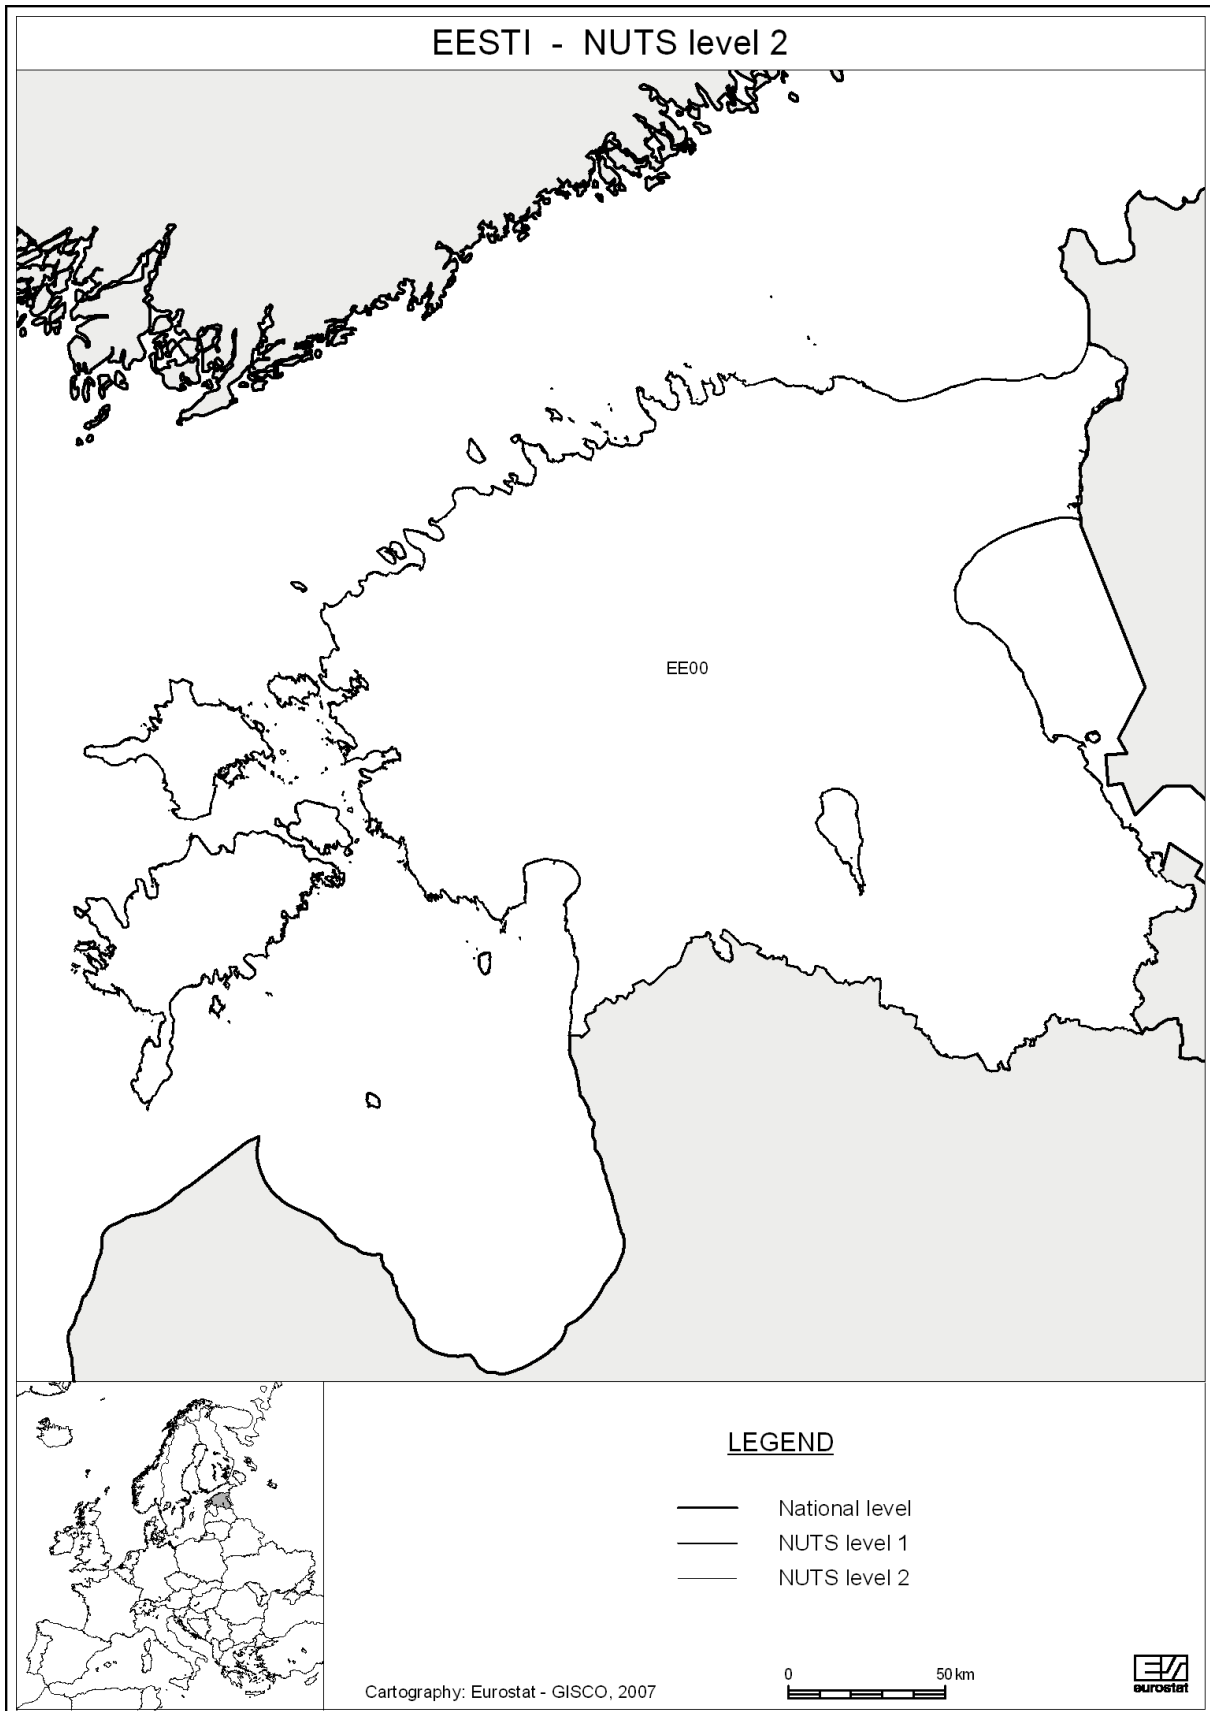 EESTI - NUTS level 2
EE00
LEGEND
National level
NUTS level 1
NUTS level 2
Cartography: Eurostat - GISCO, 2007
0 50 km
eurostat